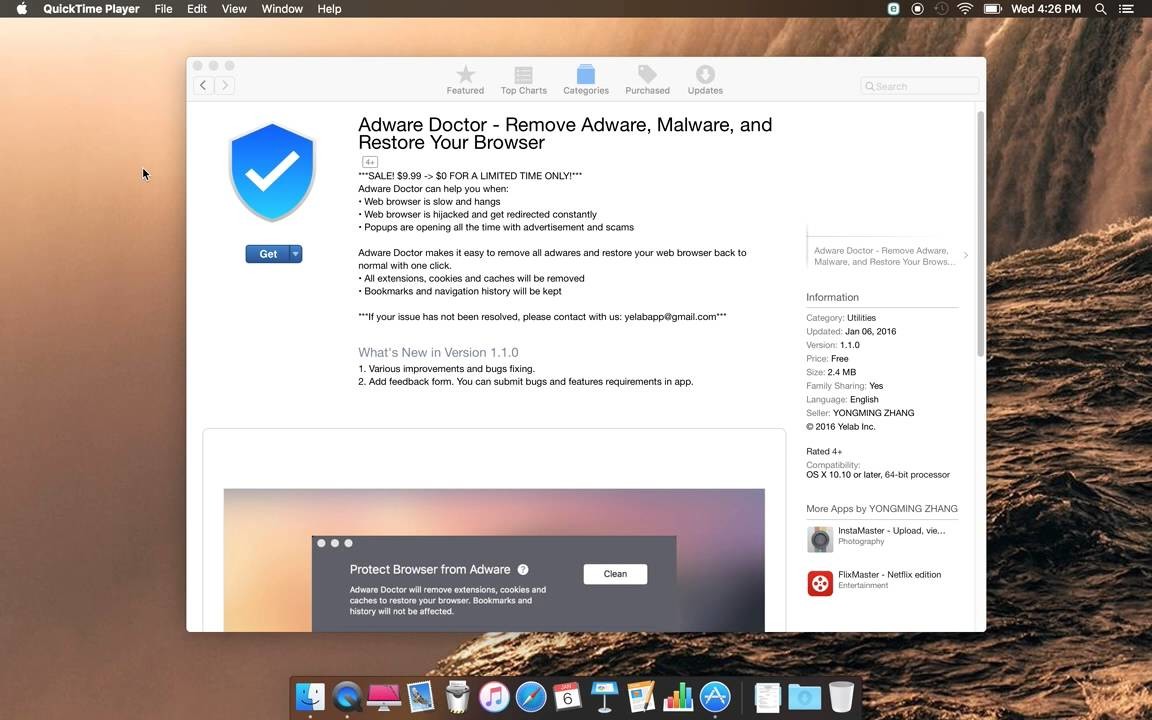 QuickTime Player File Edit View Window Help Wed 4:26 PM
Featured Top Charts Categories Purchased Updates Search
Adware Doctor - Remove Adware, Malware, and
Restore Your Browser
4+
***SALE! $9.99 -> $0 FOR A LIMITED TIME ONLY!***
Adware Doctor can help you when:
• Web browser is slow and hangs
• Web browser is hijacked and get redirected constantly
• Popups are opening all the time with advertisement and scams
Get
Adware Doctor makes it easy to remove all adwares and restore your web browser back to
normal with one click.
• All extensions, cookies and caches will be removed
• Bookmarks and navigation history will be kept
***If your issue has not been resolved, please contact with us: yelabapp@gmail.com***
What's New in Version 1.1.0
1. Various improvements and bugs fixing.
2. Add feedback form. You can submit bugs and features requirements in app.
Protect Browser from Adware ?
Clean
Adware Doctor will remove extensions, cookies and
caches to restore your browser. Bookmarks and
history will not be affected.
Adware Doctor - Remove Adware,
Malware, and Restore Your Brows...
Information
Category: Utilities
Updated: Jan 06, 2016
Version: 1.1.0
Price: Free
Size: 2.4 MB
Family Sharing: Yes
Language: English
Seller: YONGMING ZHANG
© 2016 Yelab Inc.
Rated 4+
Compatibility:
OS X 10.10 or later, 64-bit processor
More Apps by YONGMING ZHANG
InstaMaster - Upload, vie...
Photography
FlixMaster - Netflix edition
Entertainment
JAN
6